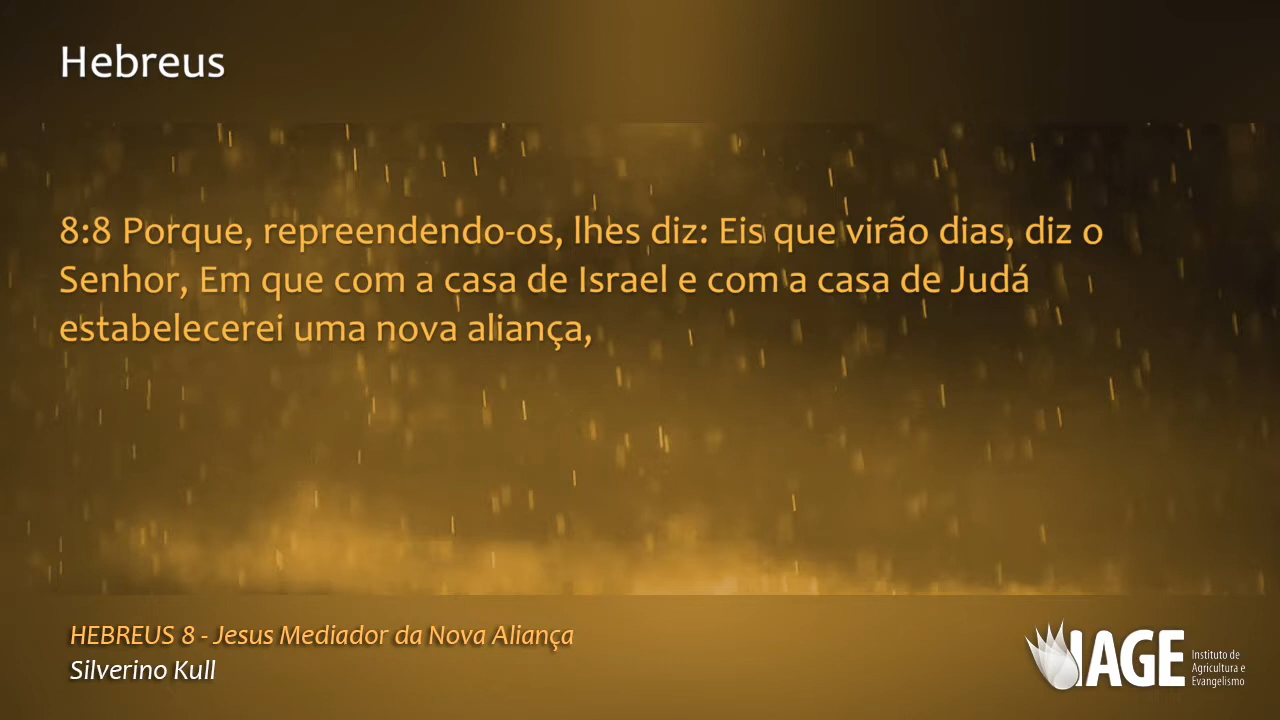 Hebreus
8:8 Porque, repreendendo-os, lhes diz: Eis que virão dias, diz o
Senhor, Em que com a casa de Israel e com a casa de Judá
estabelecerei uma nova aliança,
HEBREUS 8 - Jesus Mediador da Nova Aliança
Silverino Kull
IAGE
Instituto de
Agricultura e
Evangelismo